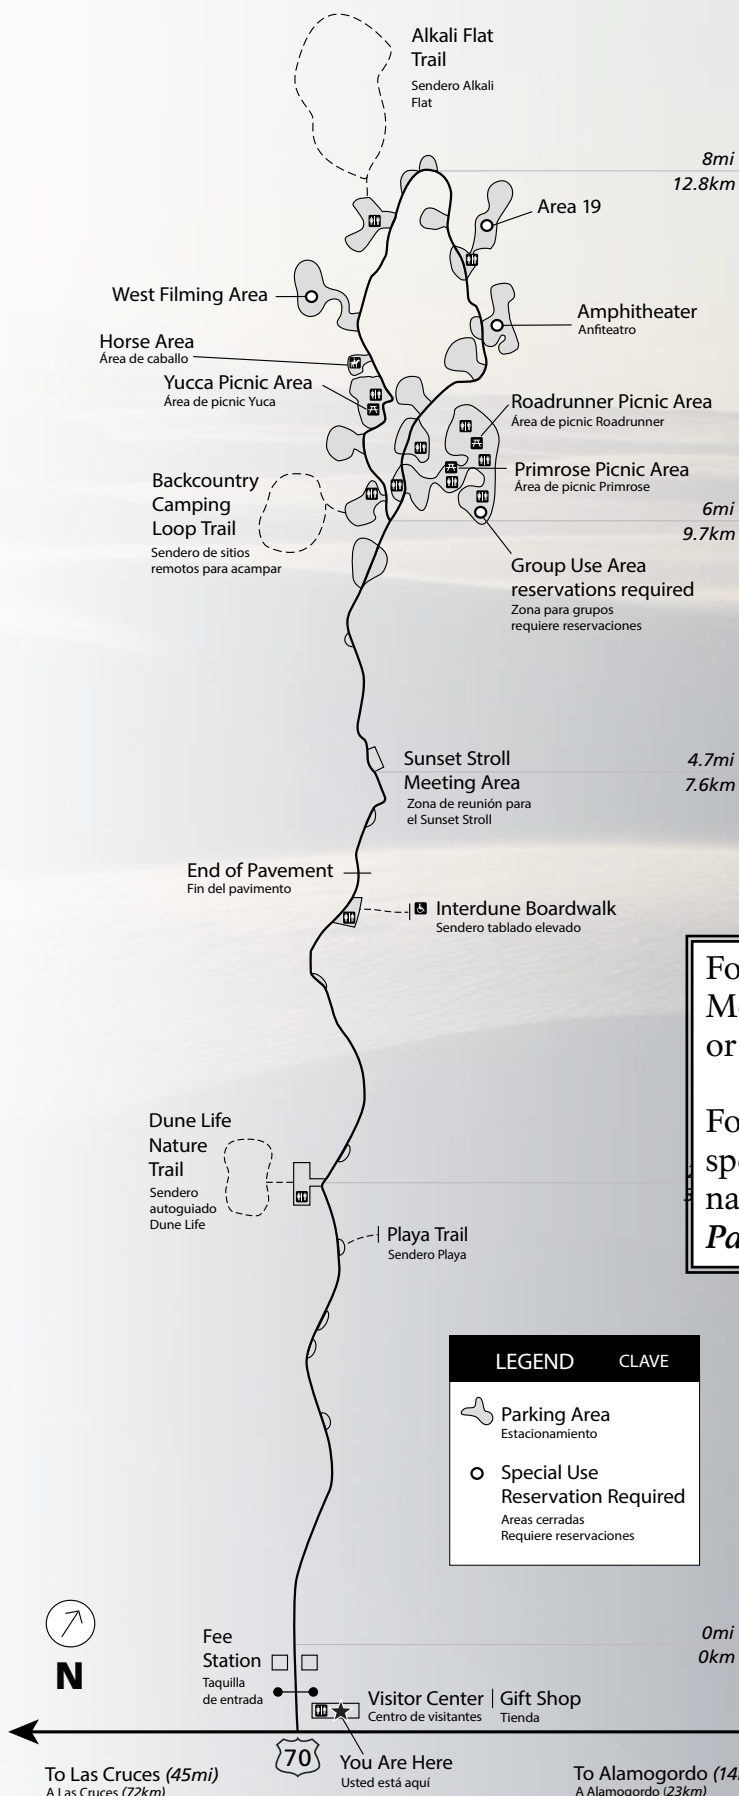 Alkali Flat
Trail
Sendero Alkali
Flat
8mi
12.8km
Area 19
West Filming Area
Amphitheater
Anfiteatro
Horse Area
Área de caballo
Yucca Picnic Area
Área de picnic Yuca
Roadrunner Picnic Area
Área de picnic Roadrunner
Primrose Picnic Area
Área de picnic Primrose
Backcountry
Camping
Loop Trail
Sendero de sitios
remotos para acampar
6mi
9.7km
Group Use Area
reservations required
Zona para grupos
requiere reservaciones
Sunset Stroll
Meeting Area
Zona de reunión para
el Sunset Stroll
4.7mi
7.6km
End of Pavement
Fin del pavimento
Interdune Boardwalk
Sendero tablado elevado
or
Dune Life
Nature
Trail
Sendero
autoguiado
Dune Life
Playa Trail
Sendero Playa
LEGEND CLAVE
Parking Area
Estacionamiento
Special Use
Reservation Required
Areas cerradas
Requiere reservaciones
N
Fee
Station
Taquilla
de entrada
0mi
0km
Visitor Center | Gift Shop
Centro de visitantes Tienda
70
You Are Here
Usted está aquí
To Las Cruces (45mi)
A Las Cruces (72km)
To Alamogordo (14
A Alamogordo (23km)